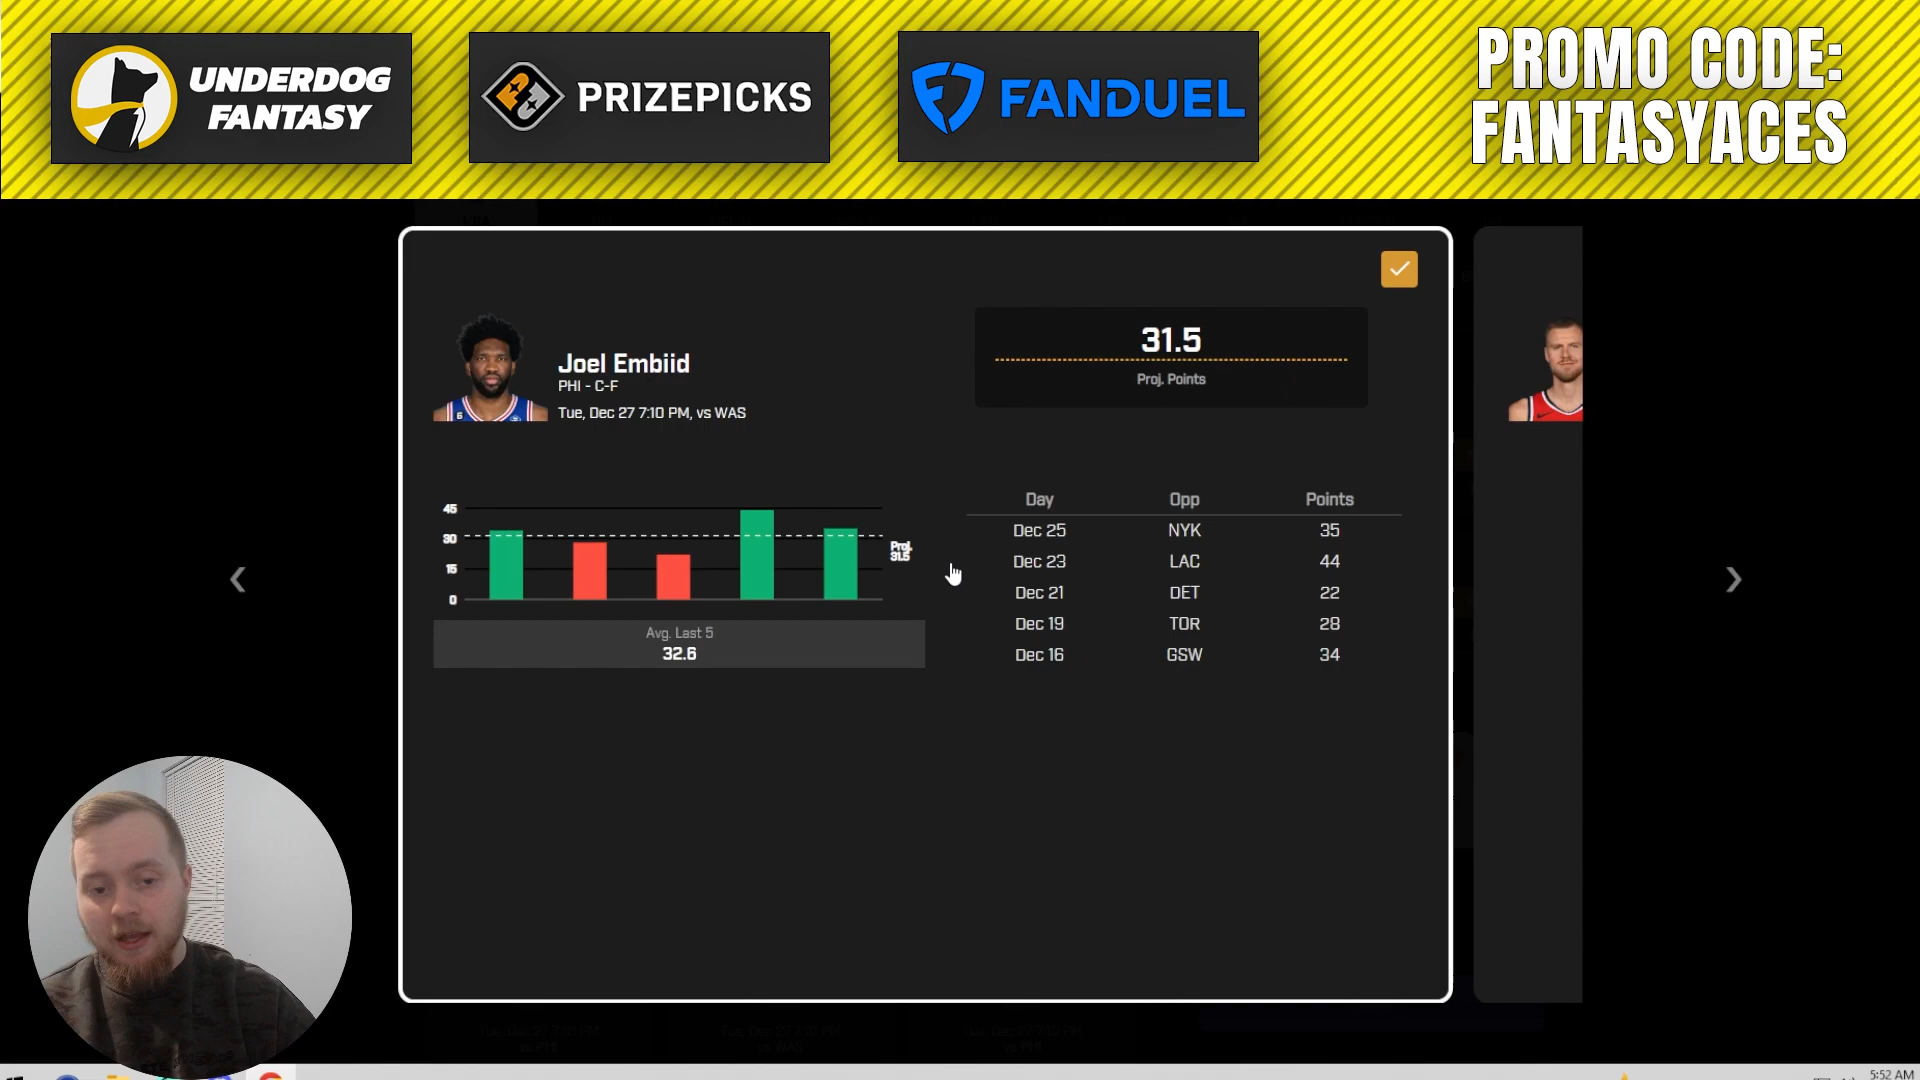 UNDERDOG
FANTASY
PRIZEPICKS
FANDUEL
PROMO CODE:
FANTASYACES
31.5
Proj. Points
Joel Embiid
PHI - C-F
Tue, Dec 27 7:10 PM, vs WAS
45
30
15
0
Proj.
31.5
Avg. Last 5
32.6
Day Opp Points
Dec 25 NYK 35
Dec 23 LAC 44
Dec 21 DET 22
Dec 19 TOR 28
Dec 16 GSW 34
5:52 AM